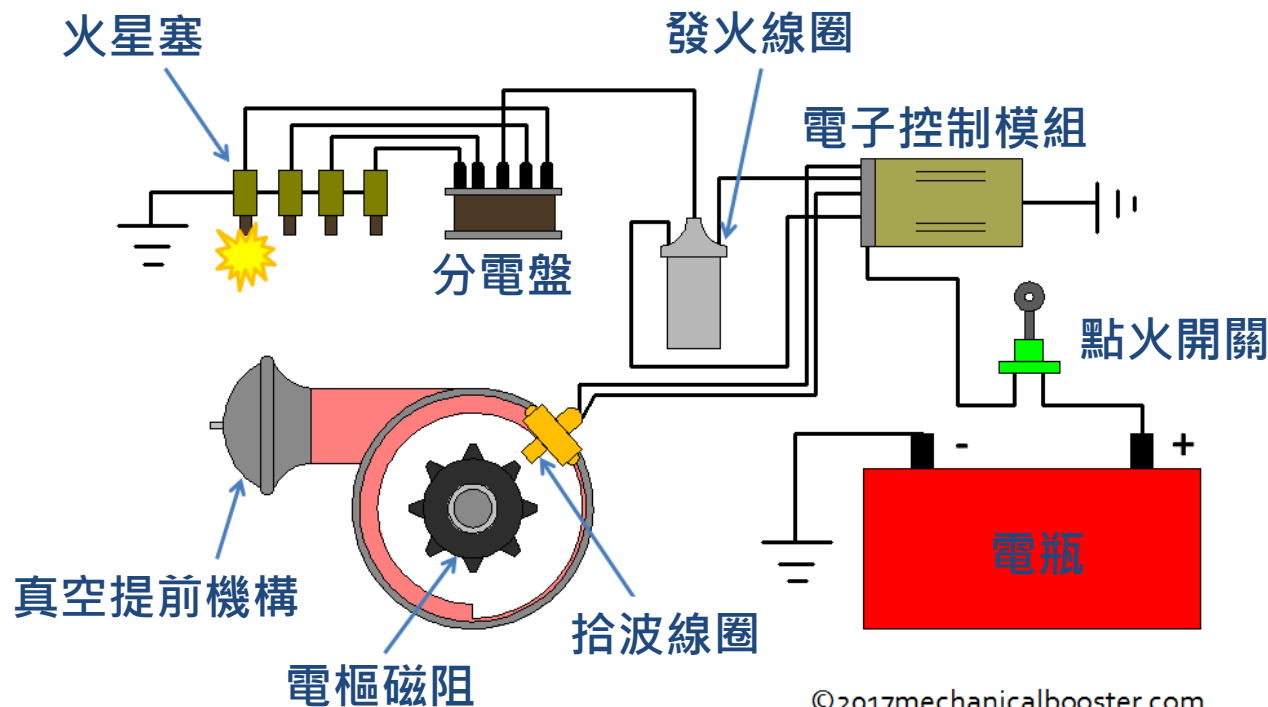 火星塞
發火線圈
電子控制模組
分電盤
點火開關
- +
電瓶
真空提前機構
拾波線圈
電樞磁阻
©2017mechanicalbooster.com